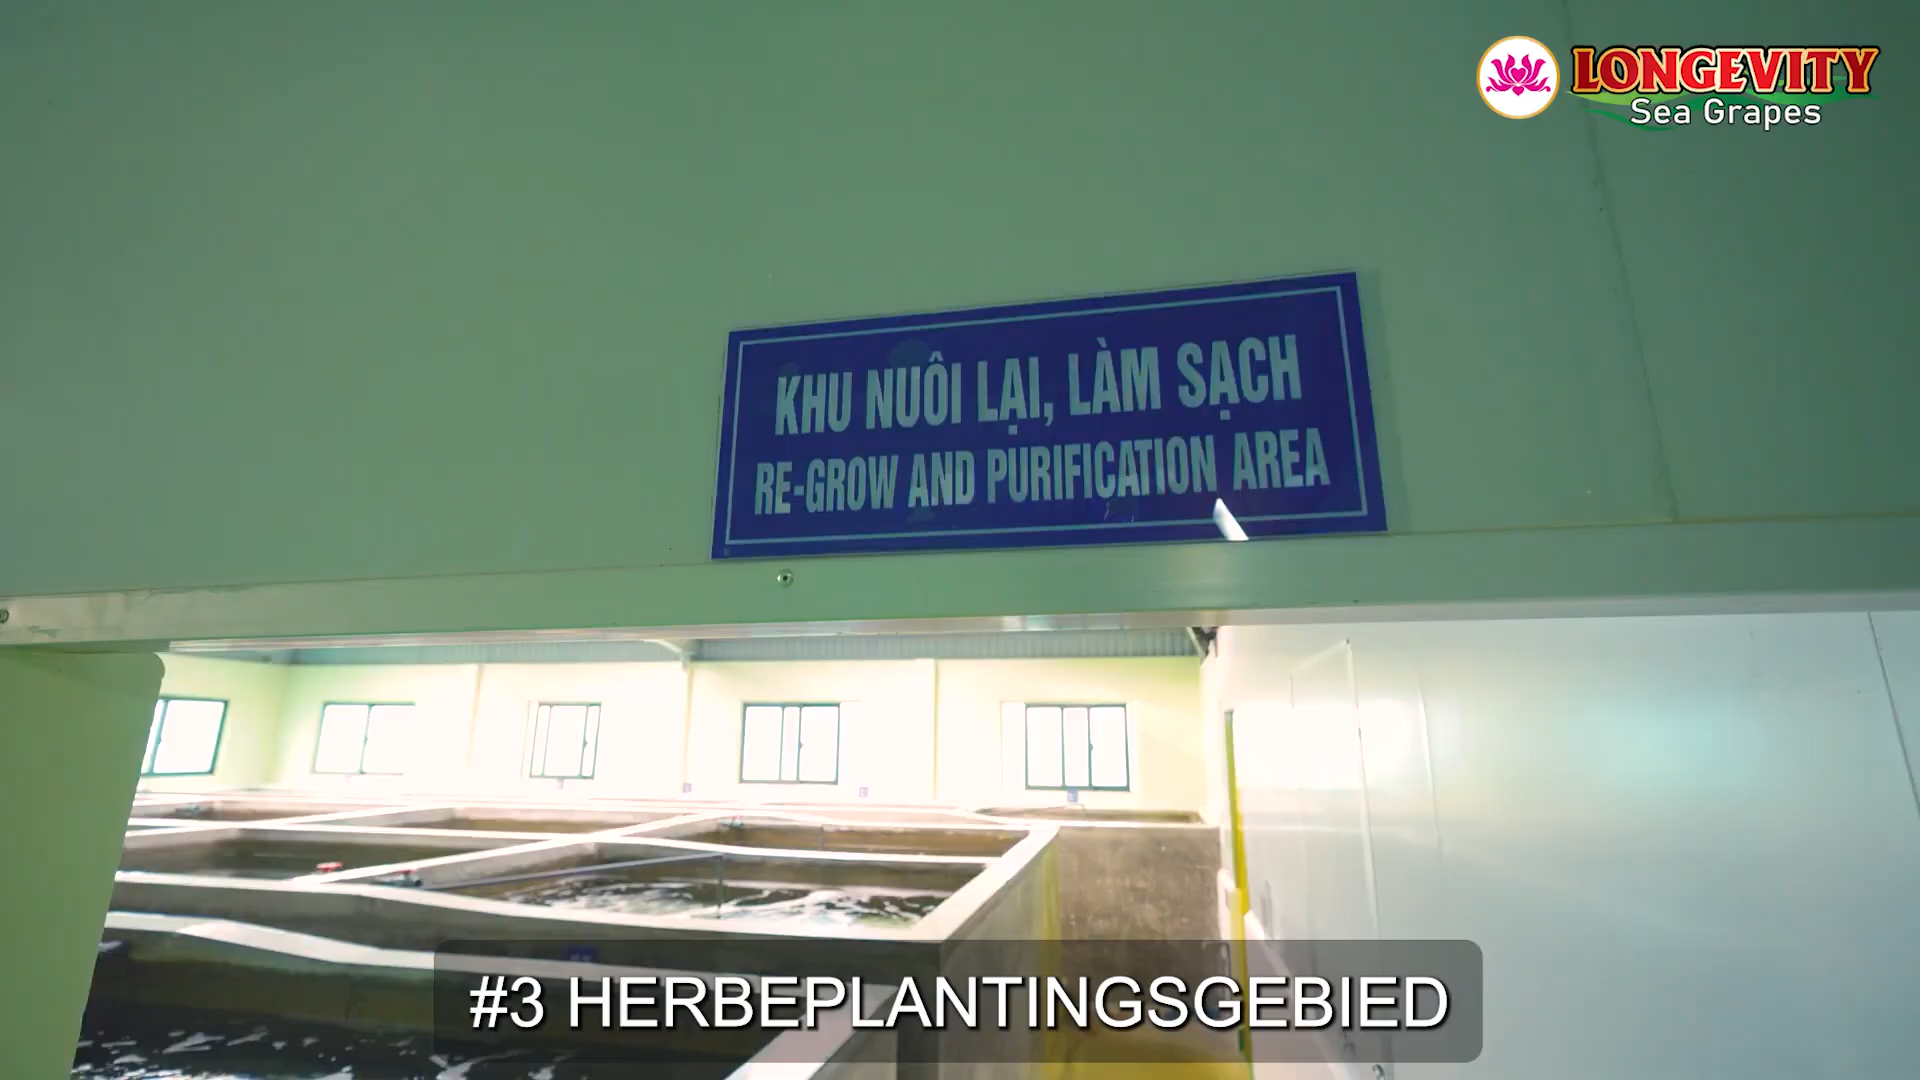 LONGEVITY
Sea Grapes
KHU NUÔI LẠI, LÀM SẠCH
RE-GROW AND PURIFICATION AREA
#3 HERBEPLANTINGSGEBIED